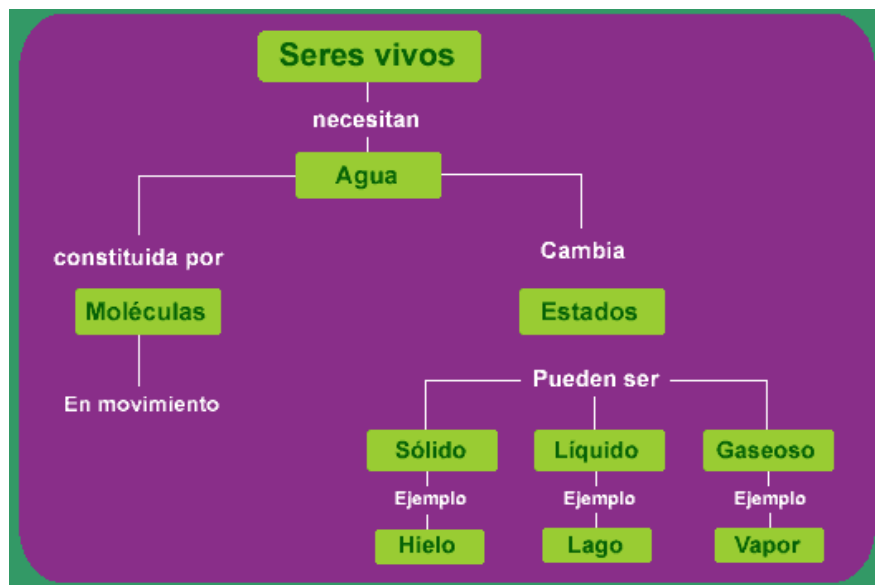 Seres vivos
necesitan
Agua
constituida por
Cambia
Moléculas
Estados
En movimiento
Pueden ser
Sólido
Líquido
Gaseoso
Ejemplo
Ejemplo
Ejemplo
Hielo
Lago
Vapor